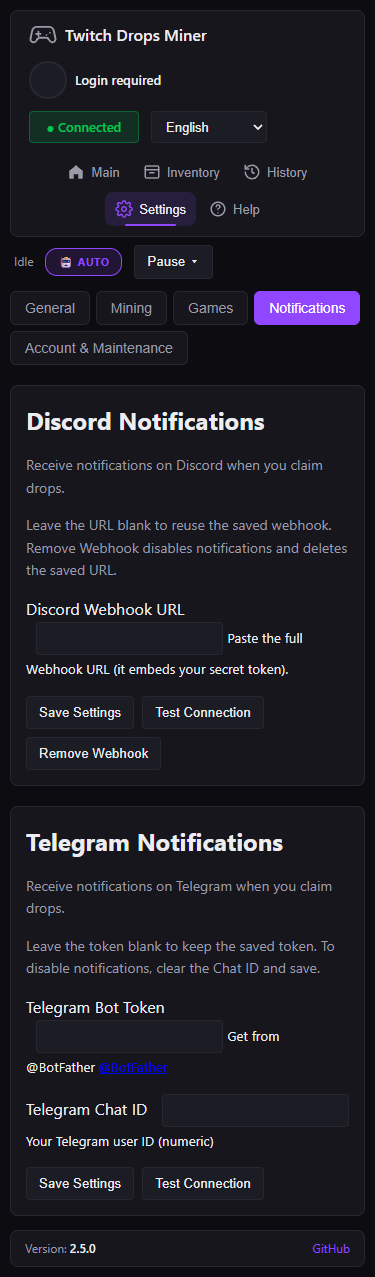 Twitch Drops Miner
Login required
● Connected
English
Main
Inventory
History
Settings
Help
Idle
AUTO
Pause
General
Mining
Games
Notifications
Account & Maintenance
Discord Notifications
Receive notifications on Discord when you claim
drops.
Leave the URL blank to reuse the saved webhook.
Remove Webhook disables notifications and deletes
the saved URL.
Discord Webhook URL
Paste the full
Webhook URL (it embeds your secret token).
Save Settings
Test Connection
Remove Webhook
Telegram Notifications
Receive notifications on Telegram when you claim
drops.
Leave the token blank to keep the saved token. To
disable notifications, clear the Chat ID and save.
Telegram Bot Token
Get from
@BotFather @BotFather
Telegram Chat ID
Your Telegram user ID (numeric)
Save Settings
Test Connection
Version: 2.5.0
GitHub